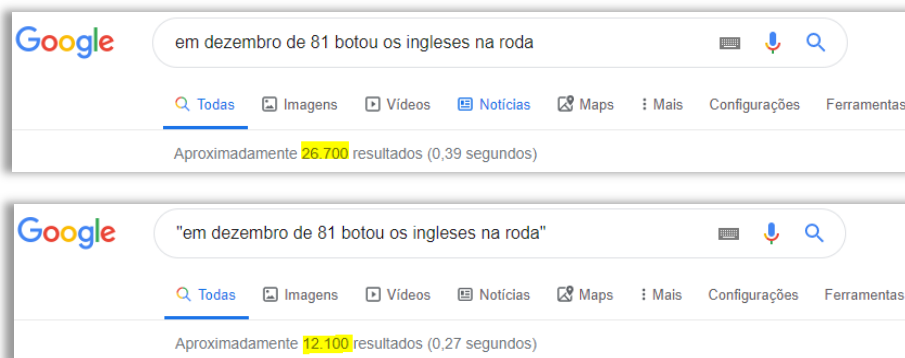 Google em dezembro de 81 botou os ingleses na roda
Todas Imagens Vídeos Notícias Maps Mais Configurações Ferramentas
Aproximadamente 26.700 resultados (0,39 segundos)
Google "em dezembro de 81 botou os ingleses na roda"
Todas Imagens Vídeos Notícias Maps Mais Configurações Ferramentas
Aproximadamente 12.100 resultados (0,27 segundos)